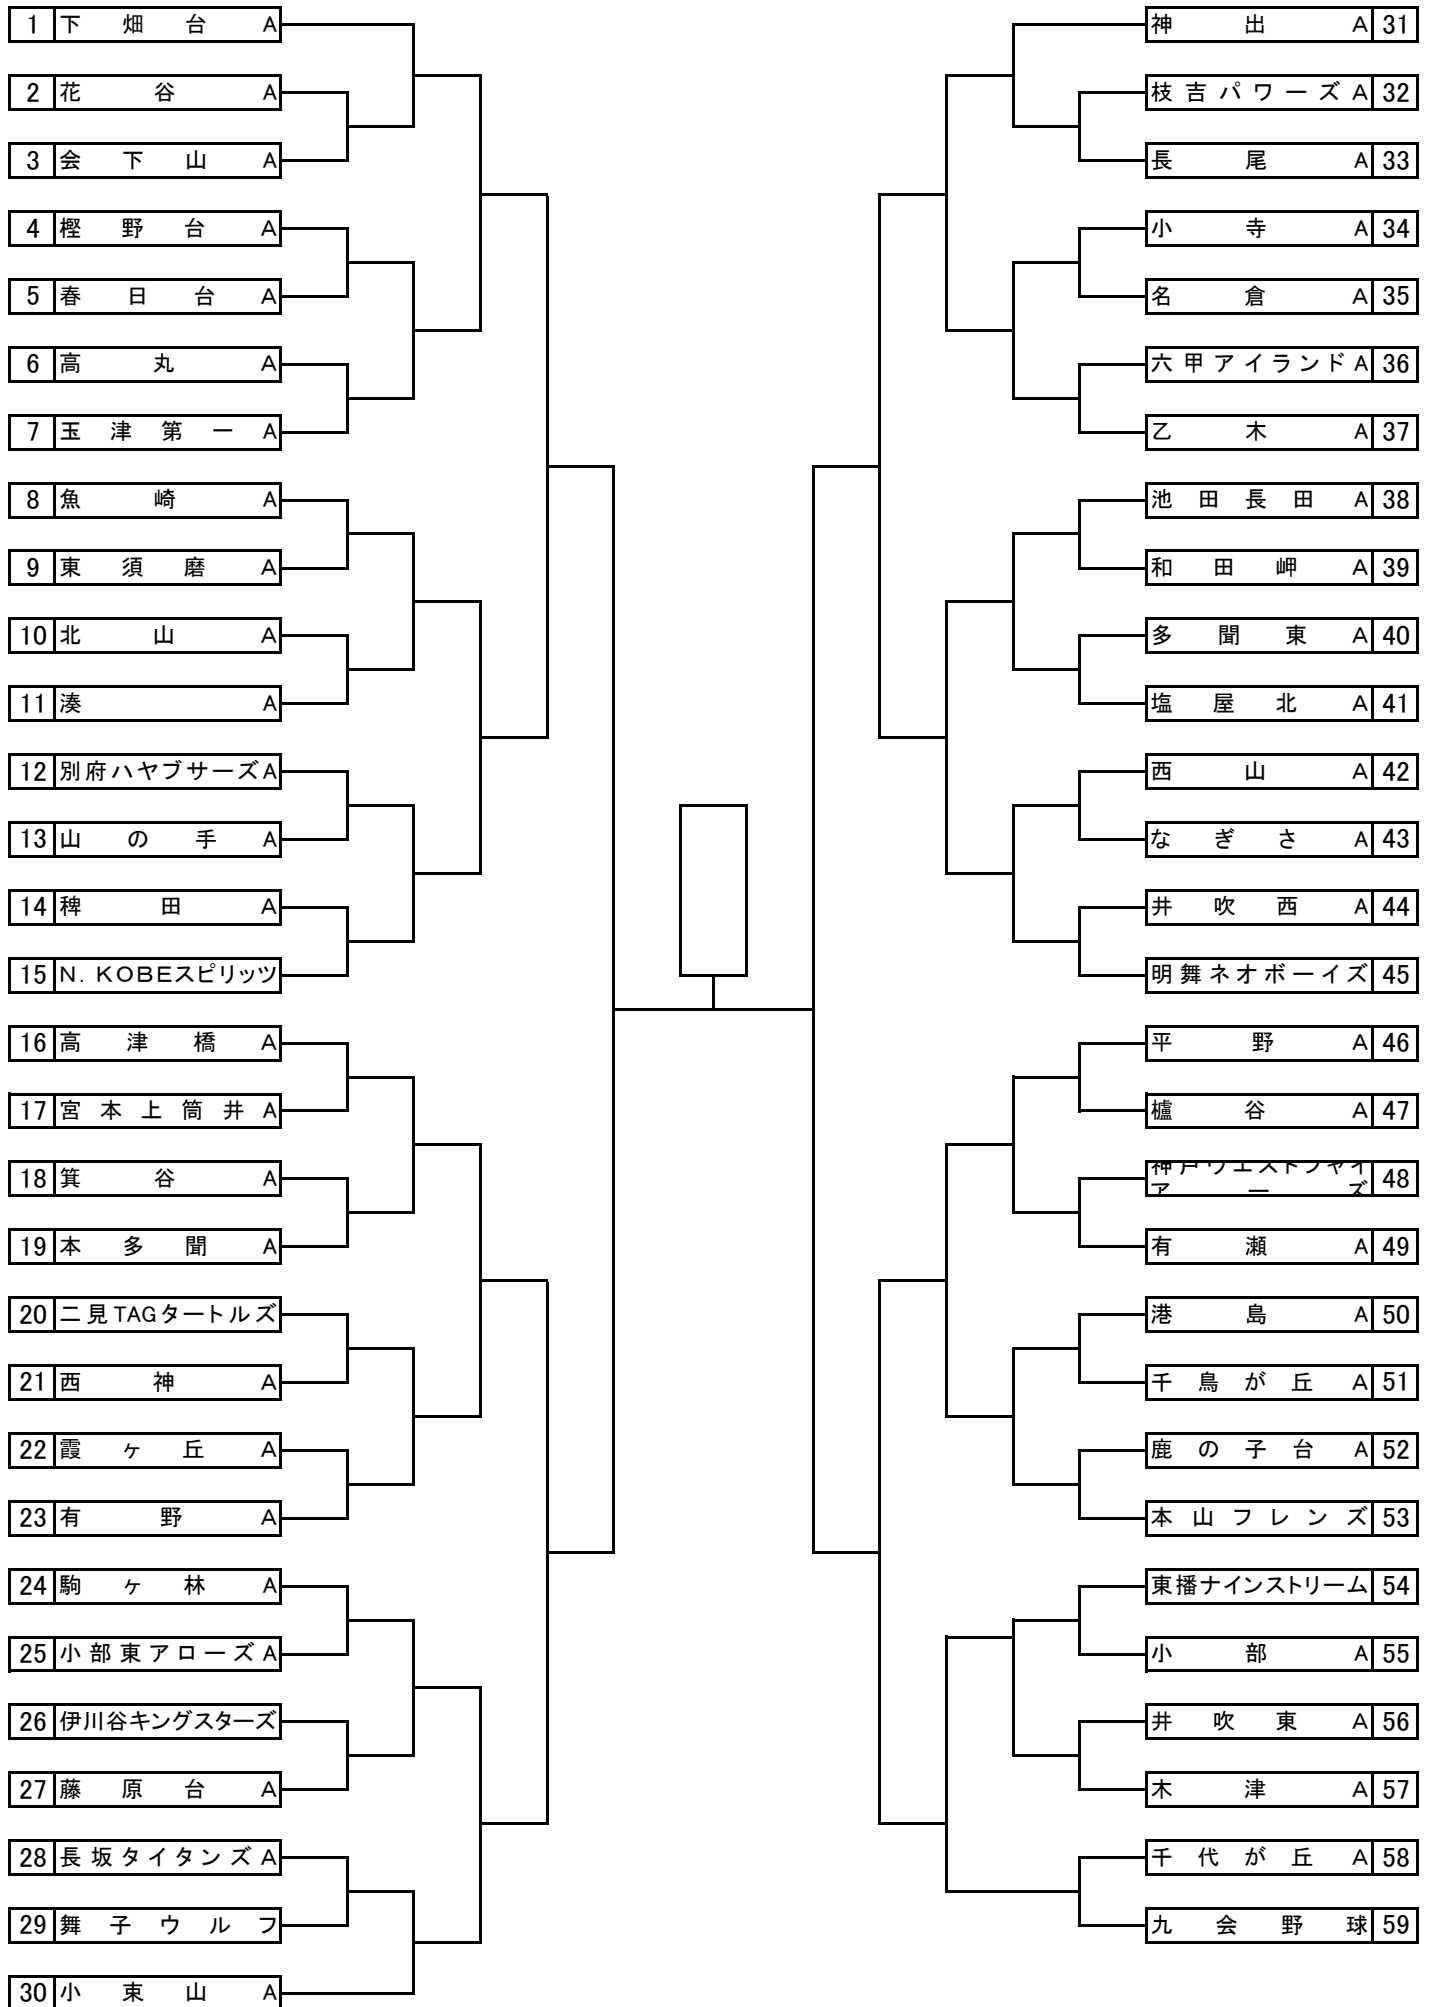 1 下畑台 A
2 花谷 A
3 会下山 A
4 樫野台 A
5 春日台 A
6 高丸 A
7 玉津第一 A
8 魚崎 A
9 東須磨 A
10 北山 A
11 湊 A
12 別府ハヤブサーズA
13 山の手 A
14 稗田 A
15 N. KOBEスピリッツ
16 高津橋 A
17 宮本上筒井 A
18 箕谷 A
19 本多聞 A
20 二見TAGタートルズ
21 西神 A
22 霞ヶ丘 A
23 有野 A
24 駒ヶ林 A
25 小部東アローズA
26 伊川谷キングスターズ
27 藤原台 A
28 長坂タイタンズ A
29 舞子ウルフ
30 小束山 A
神出 A 31
枝吉パワーズ A 32
長尾 A 33
小寺 A 34
名倉 A 35
六甲アイランド A 36
乙木 A 37
池田長田 A 38
和田岬 A 39
多聞東 A 40
塩屋北 A 41
西山 A 42
なぎさ A 43
井吹西 A 44
明舞ネオボーイズ 45
平野 A 46
櫨谷 A 47
神戸ウエストファイ
アーズ 48
有瀬 A 49
港島 A 50
千鳥が丘 A 51
鹿の子台 A 52
本山フレンズ 53
東播ナインストリーム 54
小部 A 55
井吹東 A 56
木津 A 57
千代が丘 A 58
九会野球 59